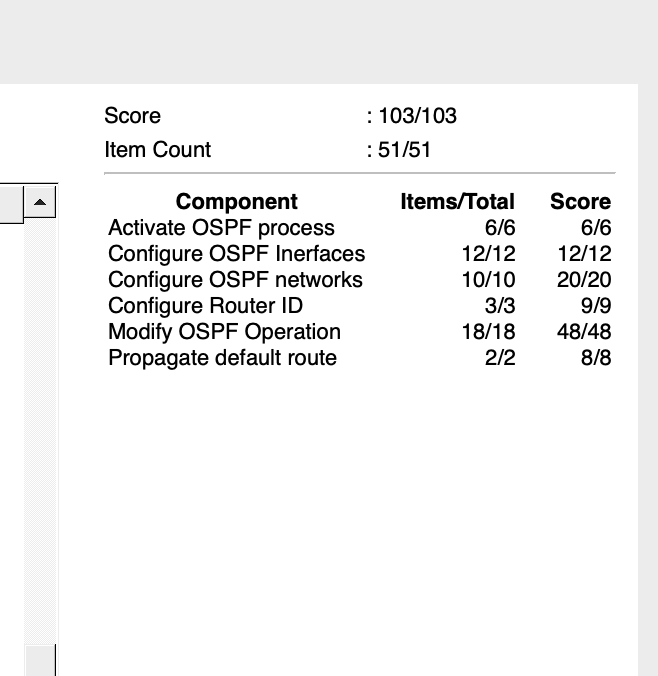 Score : 103/103
Item Count : 51/51
Component Items/Total Score
Activate OSPF process 6/6 6/6
Configure OSPF Inerfaces 12/12 12/12
Configure OSPF networks 10/10 20/20
Configure Router ID 3/3 9/9
Modify OSPF Operation 18/18 48/48
Propagate default route 2/2 8/8